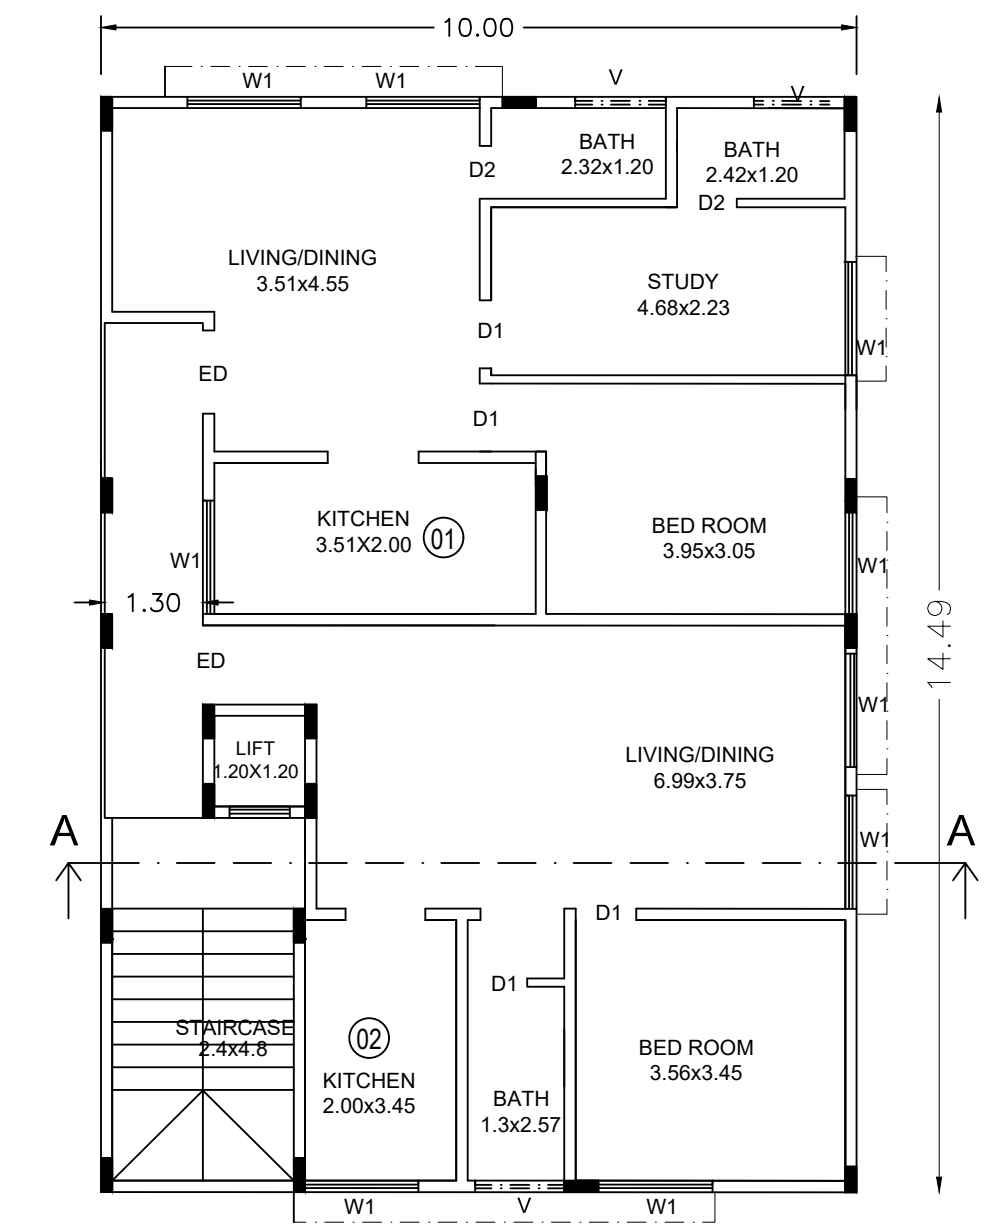 10.00
W1
W1
V
V
BATH
2.32x1.20
BATH
2.42x1.20
D2
D2
LIVING/DINING
3.51x4.55
STUDY
4.68x2.23
D1
W1
ED
D1
KITCHEN
3.51X2.00
01
BED ROOM
3.95x3.05
W1
W1
1.30
14.49
ED
W1
LIFT
1.20X1.20
LIVING/DINING
6.99x3.75
A
A
W1
D1
D1
STAIRCASE
2.4x4.8
02
KITCHEN
2.00x3.45
BED ROOM
3.56x3.45
BATH
1.3x2.57
W1
V
W1